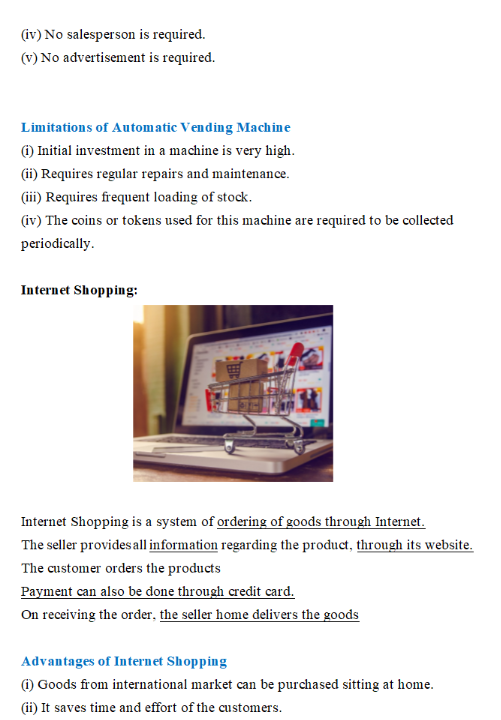 (iv) No salesperson is required.
(v) No advertisement is required.
Limitations of Automatic Vending Machine
(i) Initial investment in a machine is very high.
(ii) Requires regular repairs and maintenance.
(iii) Requires frequent loading of stock.
(iv) The coins or tokens used for this machine are required to be collected
periodically.
Internet Shopping:
Internet Shopping is a system of ordering of goods through Internet.
The seller provides all information regarding the product, through its website.
The customer orders the products
Payment can also be done through credit card.
On receiving the order, the seller home delivers the goods
Advantages of Internet Shopping
(i) Goods from international market can be purchased sitting at home.
(ii) It saves time and effort of the customers.